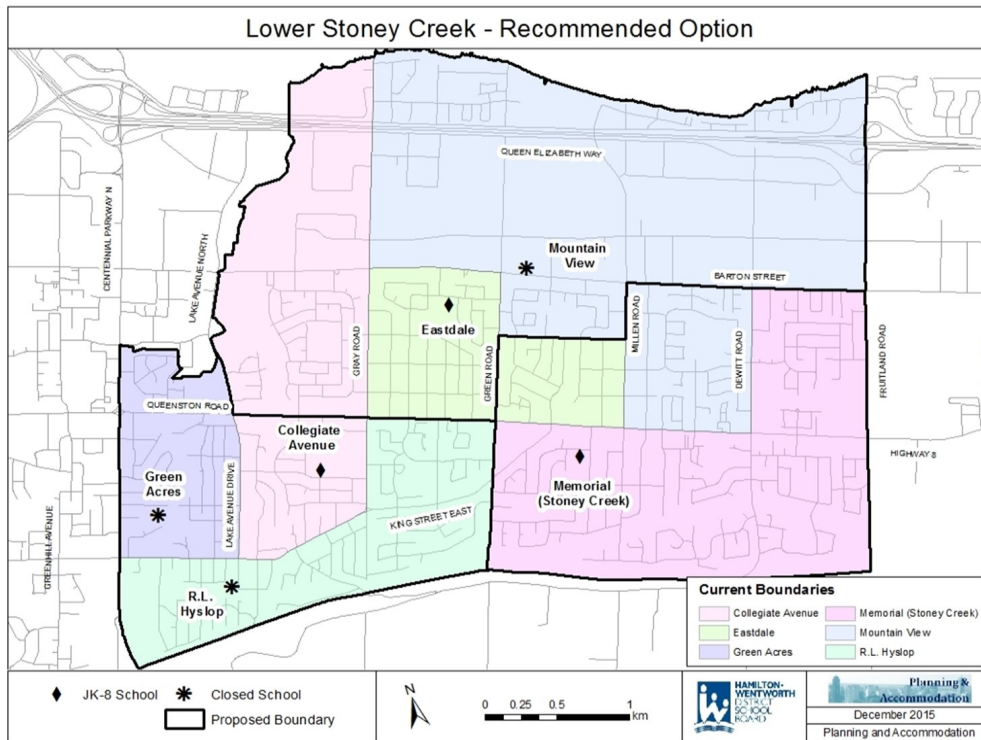 Lower Stoney Creek - Recommended Option
QUEEN ELIZABETH WAY
CENTENNIAL PARKWAY N
LAKE AVENUE NORTH
Mountain
View
BARTON STREET
Eastdale
GRAY ROAD
GREEN ROAD
MILLEN ROAD
DEWITT ROAD
FRUITLAND ROAD
QUEENSTON ROAD
Collegiate
Avenue
HIGHWAY 8
Green
Acres
LAKE AVENUE DRIVE
Memorial
(Stoney Creek)
KING STREET EAST
GREENHILL AVENUE
R.L.
Hyslop
Current Boundaries
Collegiate Avenue
Eastdale
Green Acres
Memorial (Stoney Creek)
Mountain View
R.L. Hyslop
JK-8 School
Closed School
Proposed Boundary
N
0 0.25 0.5 1
km
HAMILTON-
WENTWORTH
DISTRICT
SCHOOL
BOARD
Planning &
Accommodation
December 2015
Planning and Accommodation